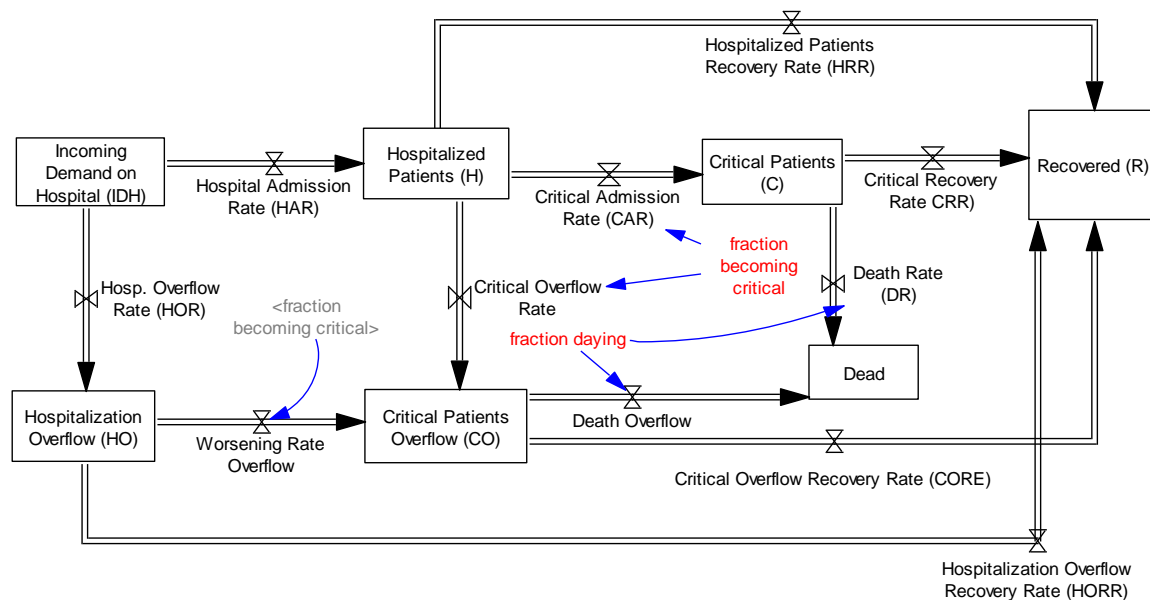 Hospitalized Patients
Recovery Rate (HRR)
Incoming
Demand on
Hospital (IDH)
Hospital Admission
Rate (HAR)
Hospitalized
Patients (H)
Critical Admission
Rate (CAR)
Critical Patients
(C)
Critical Recovery
Rate CRR)
Recovered (R)
fraction
becoming
critical
Hosp. Overflow
Rate (HOR)
<fraction
becoming critical>
Critical Overflow
Rate
Death Rate
(DR)
fraction daying
Dead
Hospitalization
Overflow (HO)
Worsening Rate
Overflow
Critical Patients
Overflow (CO)
Death Overflow
Critical Overflow Recovery Rate (CORE)
Hospitalization Overflow
Recovery Rate (HORR)